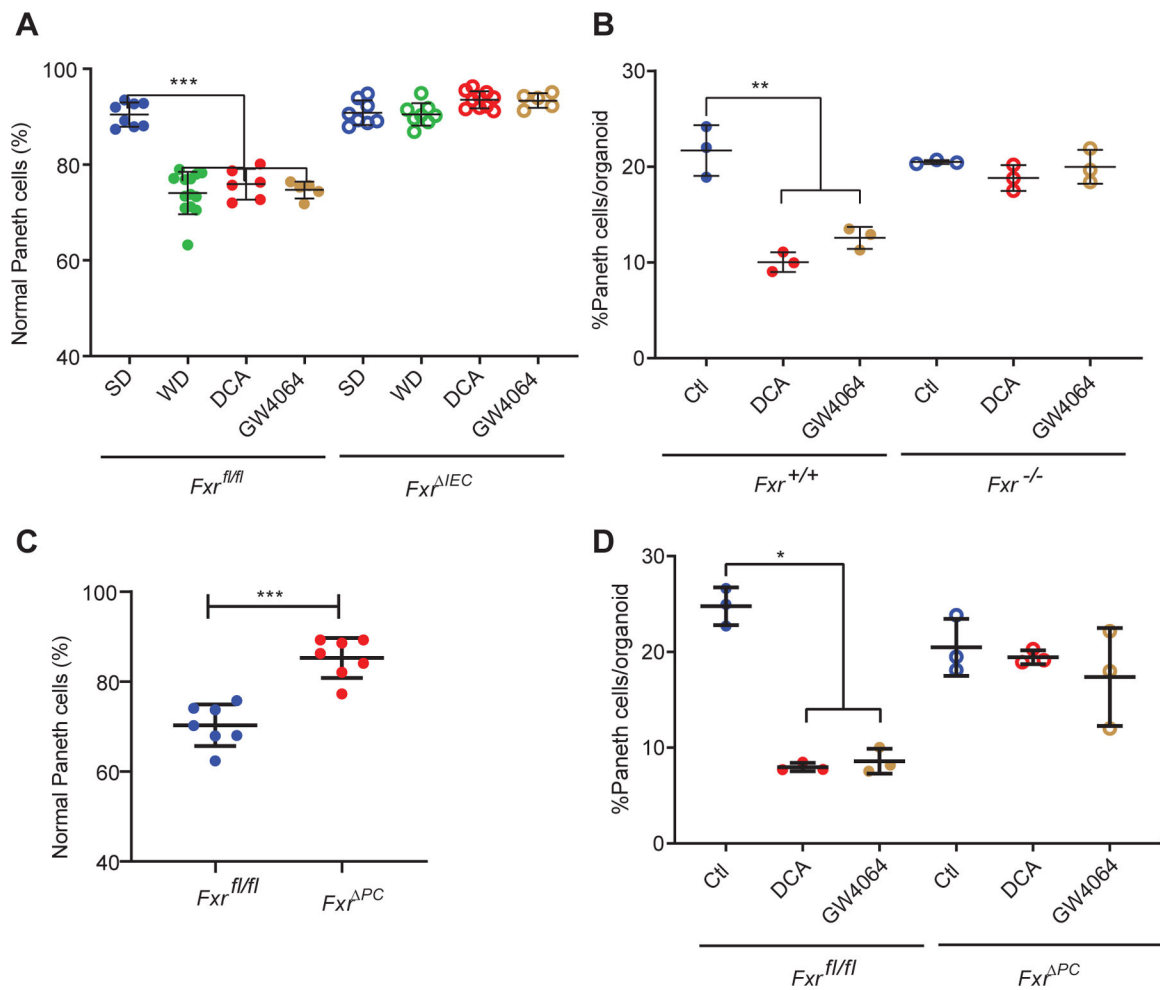 A
Normal Paneth cells (%)
100
80
60
40
***
SD
WD
DCA
GW4064
SD
WD
DCA
GW4064
Fxr fl/fl
Fxr ΔIEC
B
%Paneth cells/organoid
30
20
10
0
**
Ctl
DCA
GW4064
Ctl
DCA
GW4064
Fxr +/+
Fxr -/-
C
Normal Paneth cells (%)
100
80
60
40
***
Fxr fl/fl
Fxr ΔPC
D
%Paneth cells/organoid
30
20
10
0
*
Ctl
DCA
GW4064
Ctl
DCA
GW4064
Fxr fl/fl
Fxr ΔPC